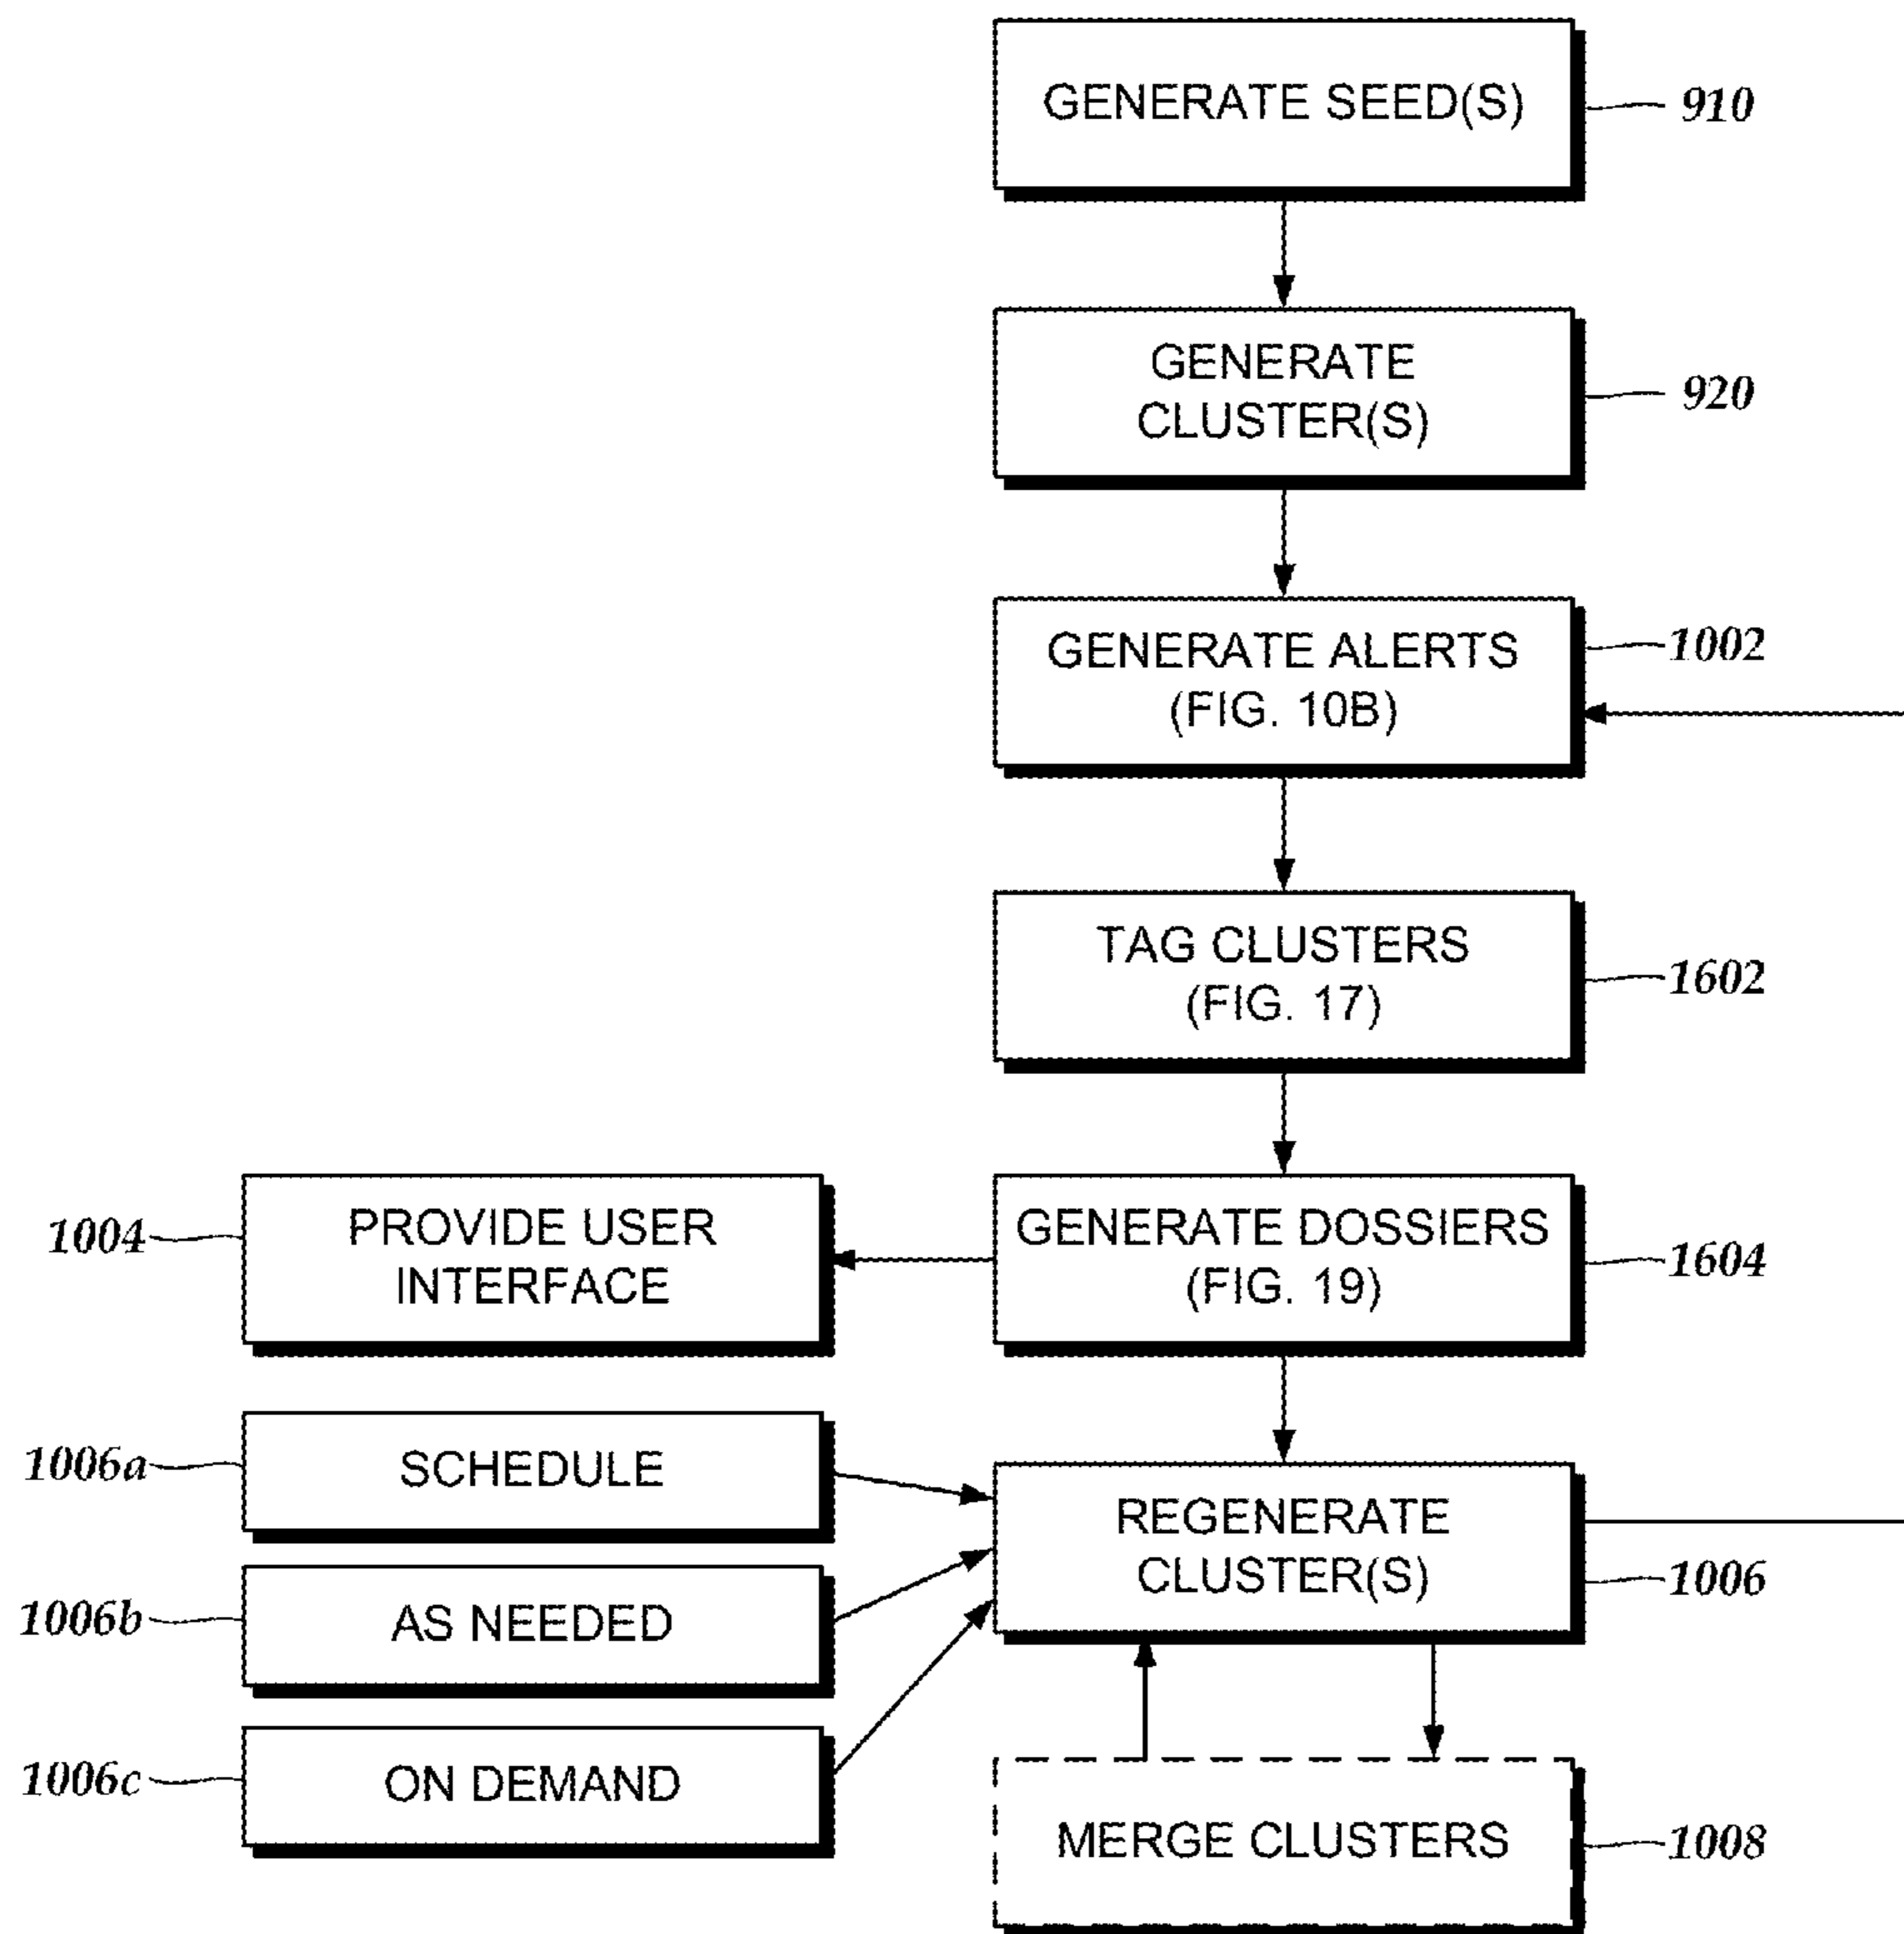 GENERATE SEED(S)
910
GENERATE
CLUSTER(S)
920
GENERATE ALERTS
(FIG. 10B)
1002
TAG CLUSTERS
(FIG. 17)
1602
1004
PROVIDE USER
INTERFACE
GENERATE DOSSIERS
(FIG. 19)
1604
1006a
SCHEDULE
1006b
AS NEEDED
1006c
ON DEMAND
REGENERATE
CLUSTER(S)
1006
MERGE CLUSTERS
1008